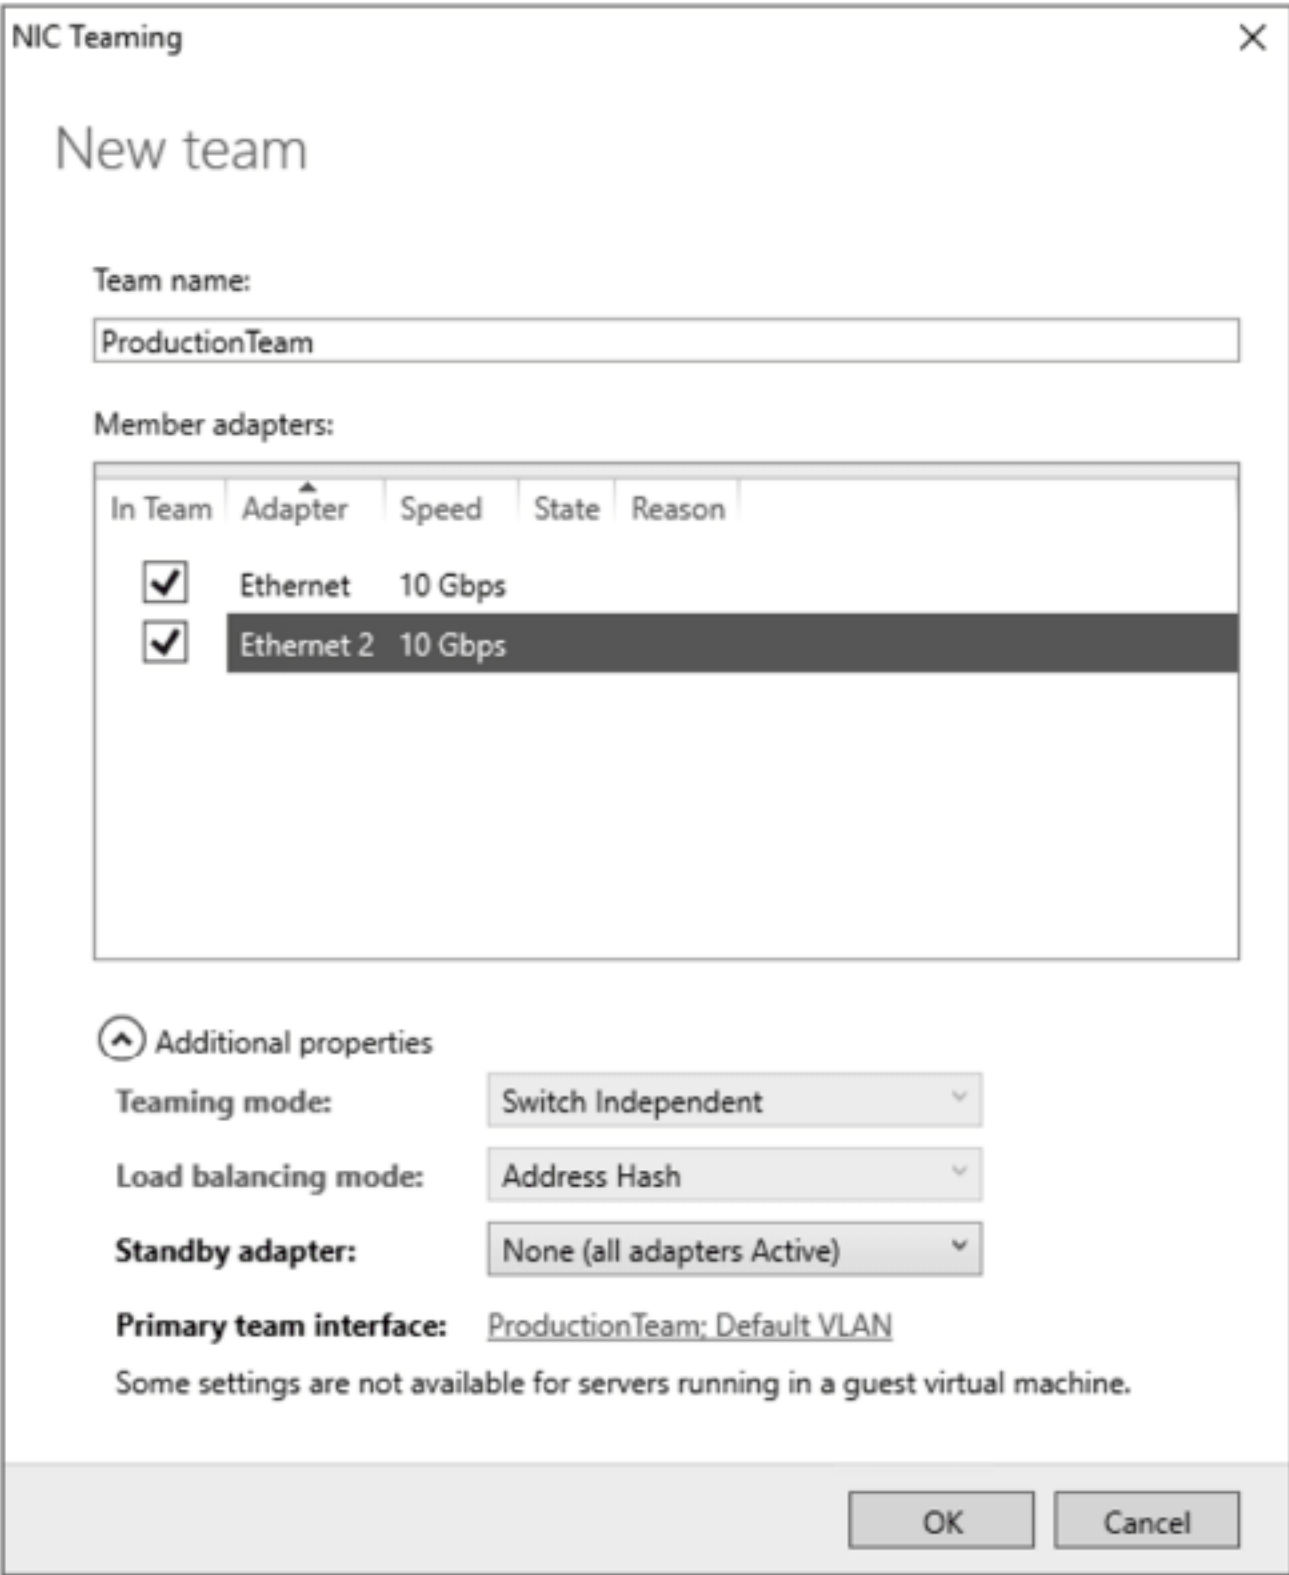 NIC Teaming
New team
Team name:
ProductionTeam
Member adapters:
In Team Adapter Speed State Reason
Ethernet 10 Gbps
Ethernet 2 10 Gbps
Additional properties
Teaming mode: Switch Independent
Load balancing mode: Address Hash
Standby adapter: None (all adapters Active)
Primary team interface: ProductionTeam; Default VLAN
Some settings are not available for servers running in a guest virtual machine.
OK Cancel